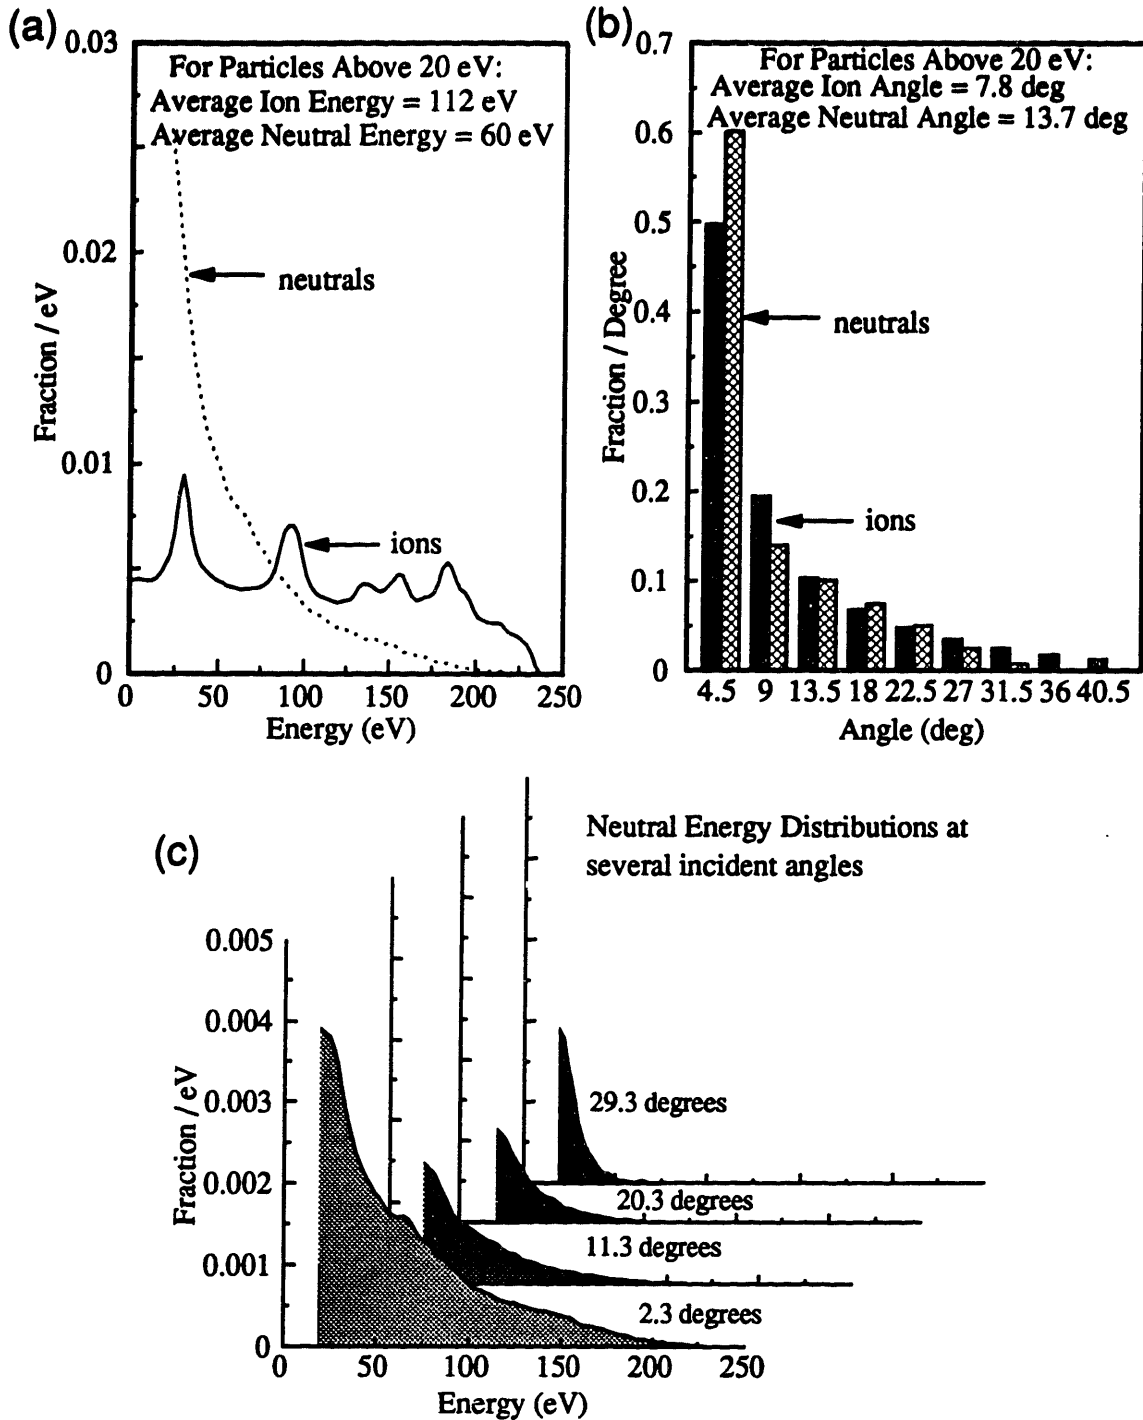 (a)
For Particles Above 20 eV:
Average Ion Energy = 112 eV
Average Neutral Energy = 60 eV
neutrals
ions
Fraction / eV
0.03
0.02
0.01
0
0 50 100 150 200 250
Energy (eV)
(b)
For Particles Above 20 eV:
Average Ion Angle = 7.8 deg
Average Neutral Angle = 13.7 deg
neutrals
ions
Fraction / Degree
0.7
0.6
0.5
0.4
0.3
0.2
0.1
0
4.5 9 13.5 18 22.5 27 31.5 36 40.5
Angle (deg)
(c)
Neutral Energy Distributions at
several incident angles
Fraction / eV
0.005
0.004
0.003
0.002
0.001
0
29.3 degrees
20.3 degrees
11.3 degrees
2.3 degrees
0 50 100 150 200 250
Energy (eV)